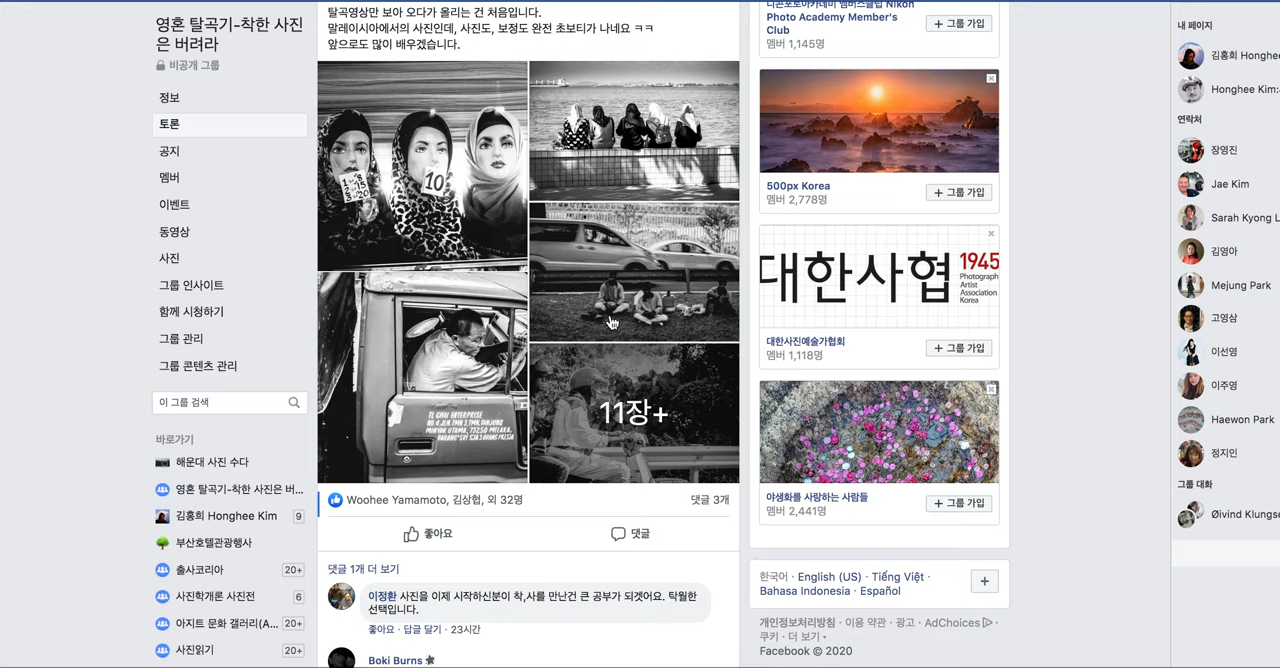 영혼 탈곡기-착한 사진
은 버려라
비공개 그룹
정보
토론
공지
멤버
이벤트
동영상
사진
그룹 인사이트
함께 시청하기
그룹 관리
그룹 콘텐츠 관리
이 그룹 검색
바로가기
해운대 사진 수다
영혼 탈곡기-착한 사진은 버...
김홍희 Honghee Kim 9
부산호텔관광행사
출사코리아 20+
사진학개론 사진전 6
아지트 문화 갤러리(A... 20+
사진읽기 20+
탈곡영상만 보아 오다가 올리는 건 처음입니다.
말레이시아에서의 사진인데, 사진도, 보정도 완전 초보티가 나네요 ㅋㅋ
앞으로도 많이 배우겠습니다.
10
TL CHAI ENTERPRISE
11장+
Woohee Yamamoto, 김상협, 외 32명
댓글 3개
좋아요
댓글
댓글 1개 더 보기
이정환 사진을 이제 시작하신분이 착,사를 만난건 큰 공부가 되겟어요. 탁월한
선택입니다.
좋아요 · 답글 달기 · 23시간
Boki Burns
니콘포토아카데미 멤버스클럽 Nikon
Photo Academy Member's
Club
멤버 1,145명
+ 그룹 가입
500px Korea
멤버 2,778명
+ 그룹 가입
대한사협
1945
Photograph
Artist
Association
Korea
대한사진예술가협회
멤버 1,118명
+ 그룹 가입
야생화를 사랑하는 사람들
멤버 2,441명
+ 그룹 가입
한국어 · English (US) · Tiếng Việt ·
Bahasa Indonesia · Español
+
개인정보처리방침 · 이용 약관 · 광고 · AdChoices ·
쿠키 · 더 보기
Facebook © 2020
내 페이지
김홍희 Honghee
Honghee Kim:
연락처
장영진
Jae Kim
Sarah Kyong L
김영아
Mejung Park
고영삼
이선영
이주영
Haewon Park
정지인
그룹 대화
Øivind Klungs